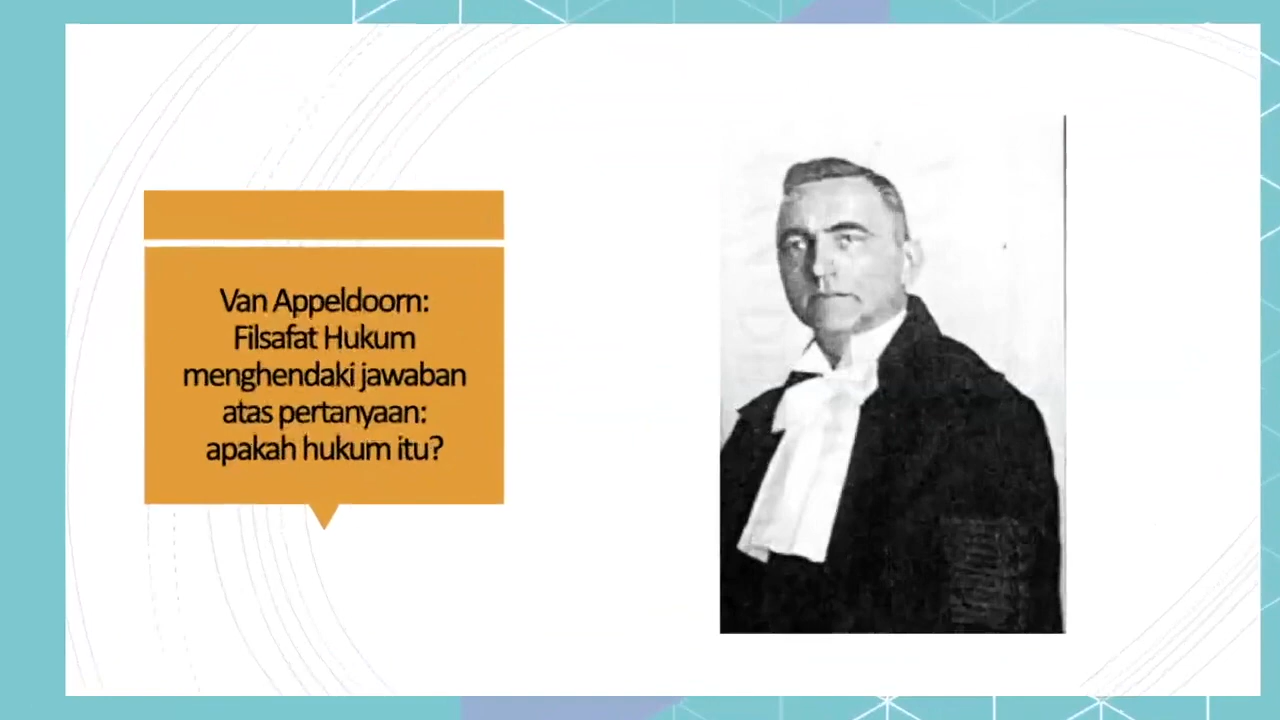 Van Appeldoorn:
Filsafat Hukum
menghendaki jawaban
atas pertanyaan:
apakah hukum itu?